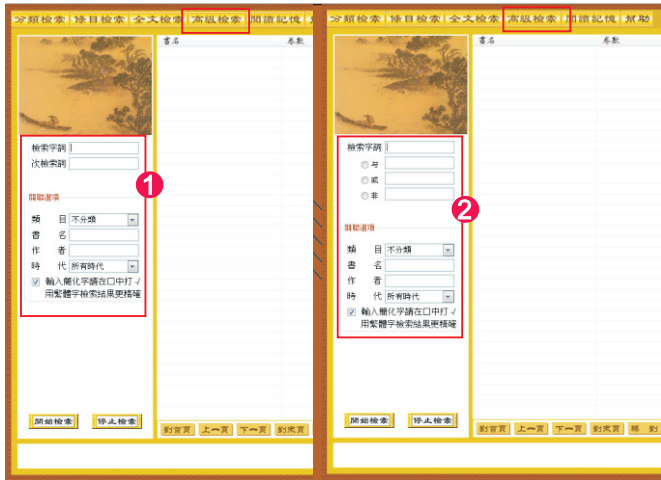 分類檢索 條目檢索 全文檢索 高級檢索 閱讀記憶
書名 卷數
檢索字詞
次檢索詞
關聯選項
類 目 不分類
書 名
作 者
時 代 所有時代
輸入簡化字請在口中打√
用繁體字檢索結果更精確
開始檢索 停止檢索
到首頁 上一頁 下一頁 到末頁
1
分類檢索 條目檢索 全文檢索 高級檢索 閱讀記憶 幫助
書名 卷數
檢索字詞
与
或
非
關聯選項
類 目 不分類
書 名
作 者
時 代 所有時代
輸入簡化字請在口中打√
用繁體字檢索結果更精確
開始檢索 停止檢索
到首頁 上一頁 下一頁 到末頁
2